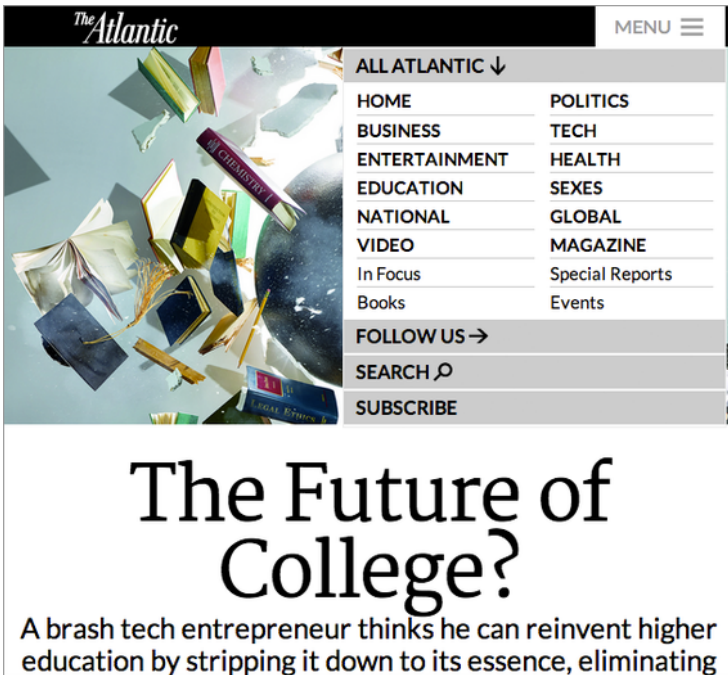 The Atlantic
MENU
ALL ATLANTIC ↓
HOME POLITICS
BUSINESS TECH
ENTERTAINMENT HEALTH
EDUCATION SEXES
NATIONAL GLOBAL
VIDEO MAGAZINE
In Focus Special Reports
Books Events
FOLLOW US →
SEARCH
SUBSCRIBE
CHEMISTRY
LEGAL ETHICS
The Future of
College?
A brash tech entrepreneur thinks he can reinvent higher
education by stripping it down to its essence, eliminating